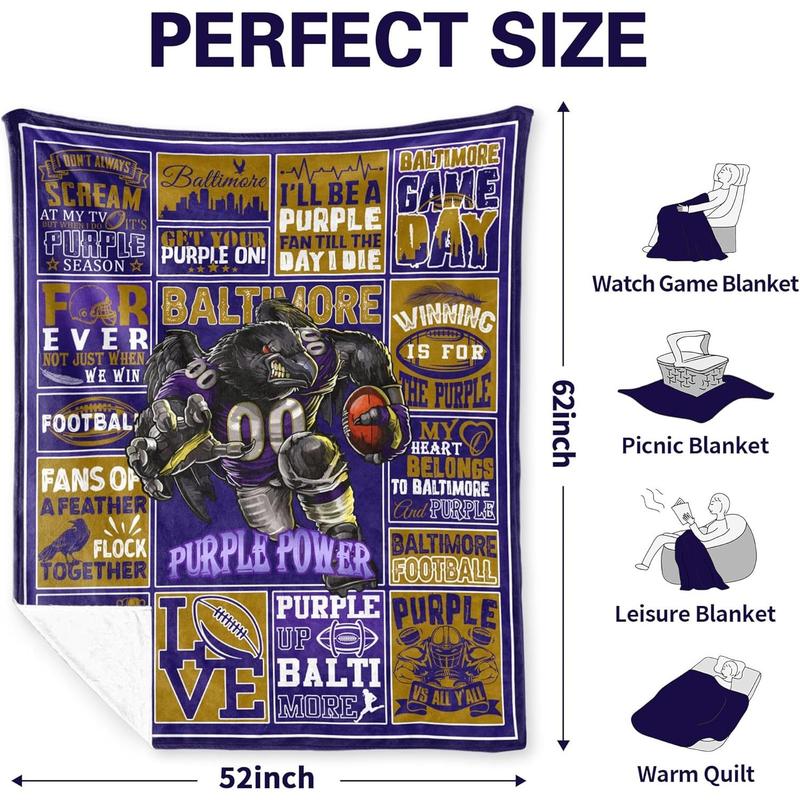 PERFECT SIZE
I DON'T ALWAYS
SCREAM
AT MY TV
BUT WHEN I DO IT'S
PURPLE
SEASON
Baltimore
GET YOUR
PURPLE ON!
I'LL BE A
PURPLE
FAN TILL THE
DAY I DIE
BALTIMORE
GAME
DAY
FOR
EVER
NOT JUST WHEN
WE WIN
BALTIMORE
00
00
00
PURPLE POWER
WINNING
IS FOR
THE PURPLE
FOOTBALL
MY
HEART
BELONGS
TO BALTIMORE
And PURPLE
FANS OF
A FEATHER
FLOCK
TOGETHER
BALTIMORE
FOOTBALL
LOVE
PURPLE
UP
BALTI
MORE
PURPLE
VS ALL Y'ALL
62inch
52inch
Watch Game Blanket
Picnic Blanket
Leisure Blanket
Warm Quilt